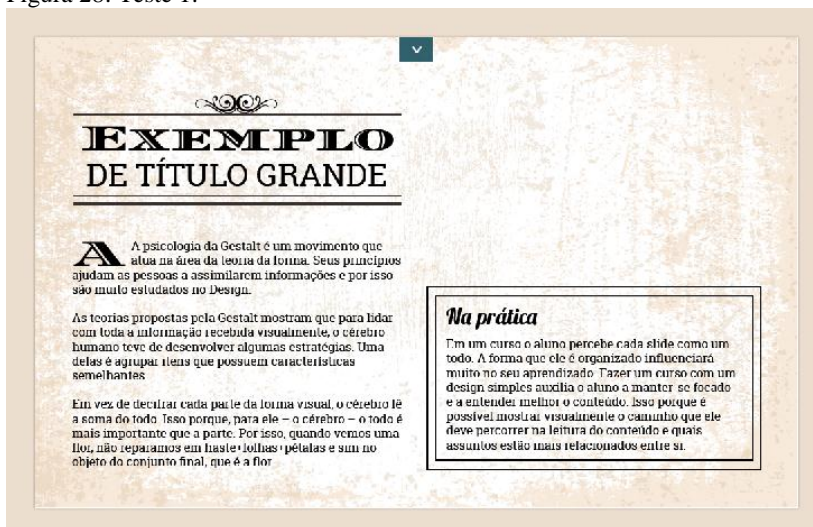 Figura 28: Teste 1.
EXEMPLO
DE TÍTULO GRANDE
A A psicologia da Gestalt é um movimento que
atua na área da teoria da forma. Seus princípios
ajudam as pessoas a assimilarem informações e por isso
são muito estudados no Design.
As teorias propostas pela Gestalt mostram que para lidar
com toda a informação recebida visualmente, o cérebro
humano teve de desenvolver algumas estratégias. Uma
delas é agrupar itens que possuem características
semelhantes
Em vez de decifrar cada parte da forma visual, o cérebro lê
a soma do todo. Isso porque, para ele – o cérebro – o todo é
mais importante que a parte. Por isso, quando vemos uma
flor, não reparamos em haste+folhas+pétalas e sim no
objeto do conjunto final, que é a flor
Na prática
Em um curso o aluno percebe cada slide como um
todo. A forma que ele é organizado influenciará
muito no seu aprendizado. Fazer um curso com um
design simples auxilia o aluno a manter-se focado
e a entender melhor o conteúdo. Isso porque é
possível mostrar visualmente o caminho que ele
deve percorrer na leitura do conteúdo e quais
assuntos estão mais relacionados entre si.